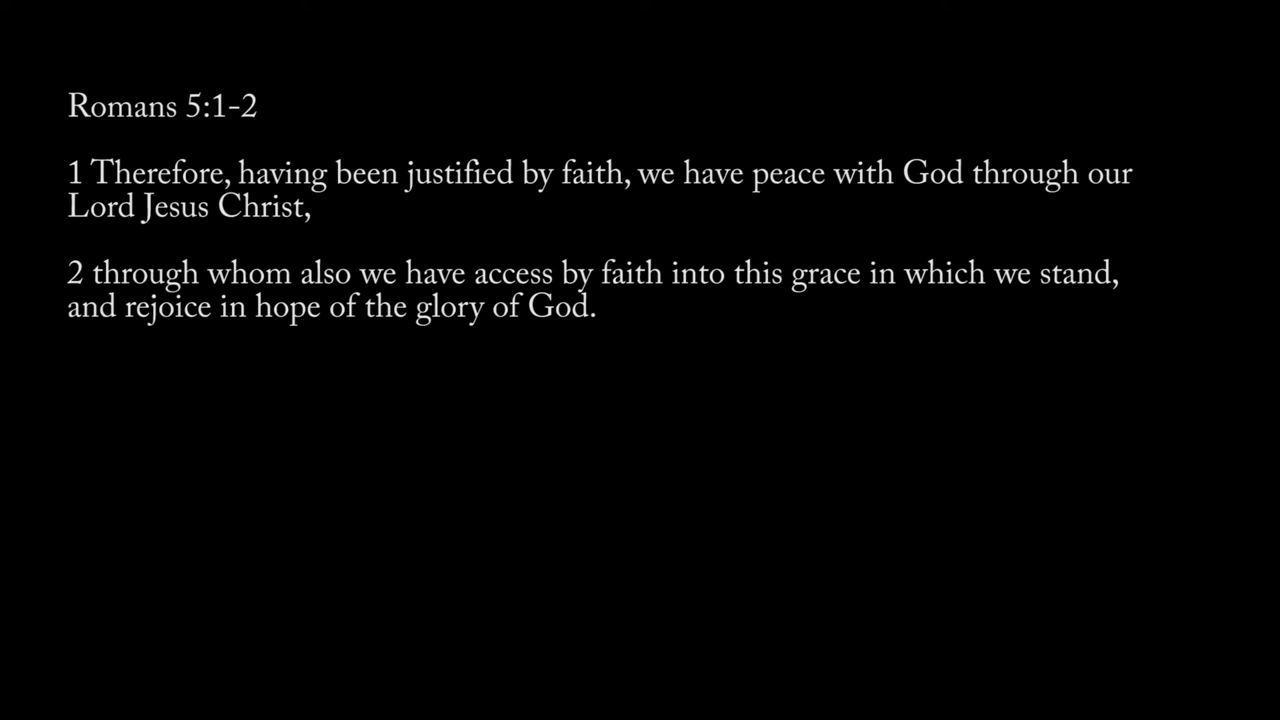 Romans 5:1-2
1 Therefore, having been justified by faith, we have peace with God through our
Lord Jesus Christ,
2 through whom also we have access by faith into this grace in which we stand,
and rejoice in hope of the glory of God.